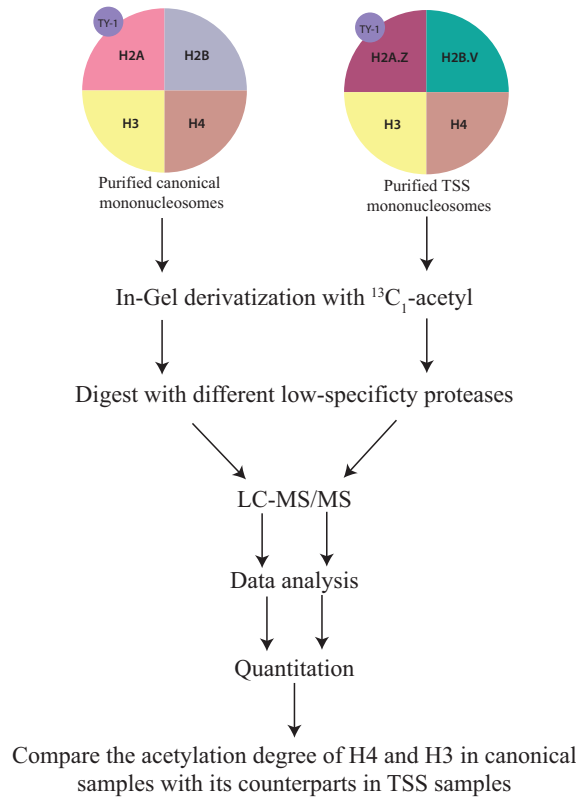 TY-1
H2A
H2B
H3
H4
TY-1
H2A.Z
H2B.V
H3
H4
Purified canonical
mononucleosomes
Purified TSS
mononucleosomes
In-Gel derivatization with ¹³C₁-acetyl
Digest with different low-specificty proteases
LC-MS/MS
Data analysis
Quantitation
Compare the acetylation degree of H4 and H3 in canonical
samples with its counterparts in TSS samples